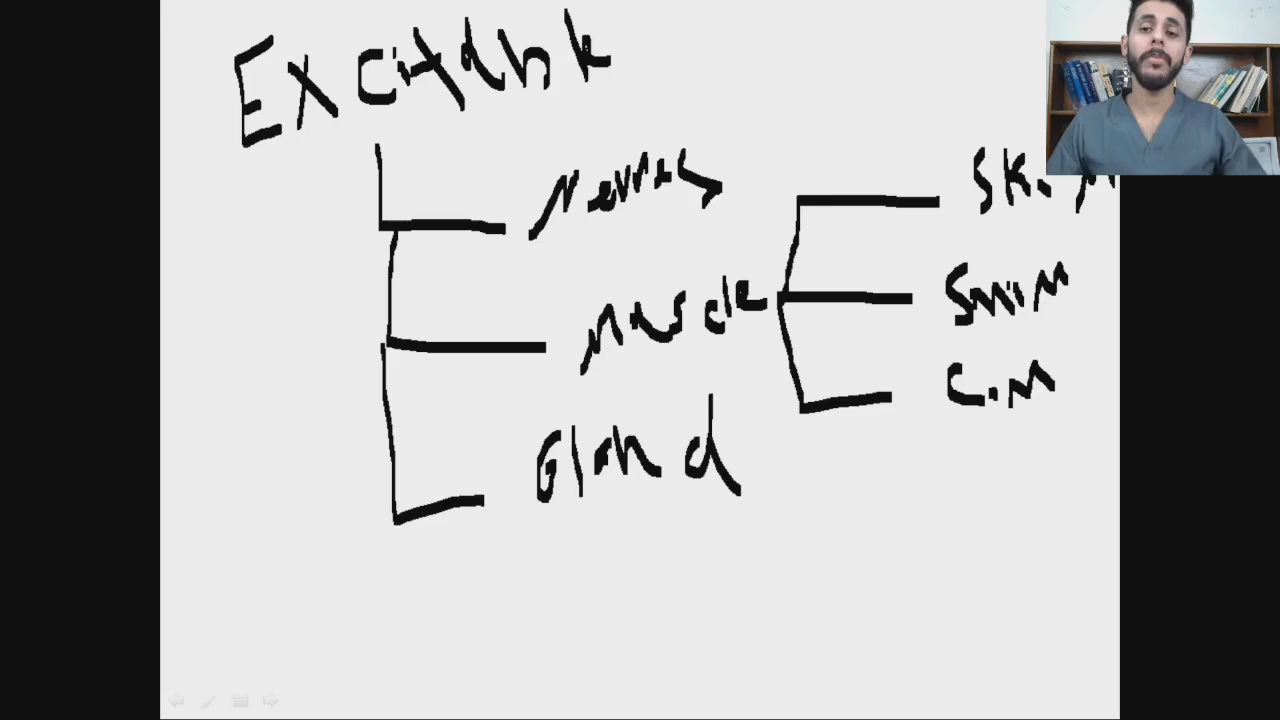 Excitable
Nerves
SK. M
Muscle
Sm. M
C. M
Gland